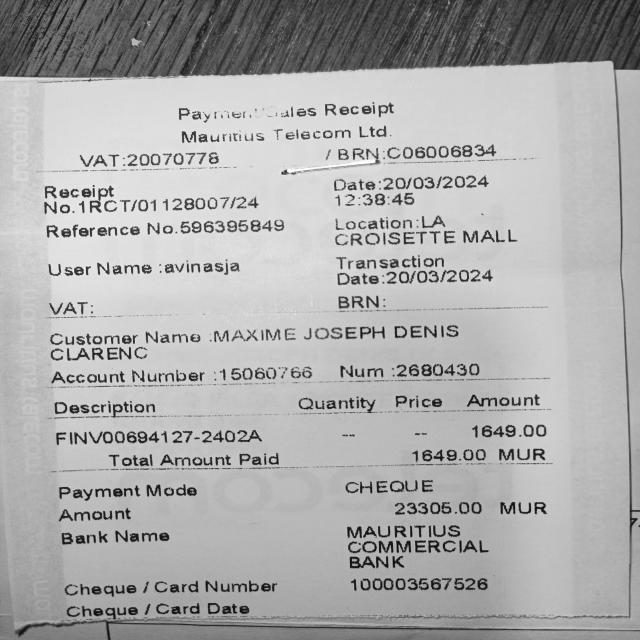 Payment/Sales Receipt
Mauritius Telecom Ltd.
VAT:20070778 / BRN:C06006834
Receipt No.1RCT/01128007/24 Date:20/03/2024 12:38:45
Reference No.596395849 Location:LA CROISETTE MALL
User Name :avinasja Transaction Date:20/03/2024
VAT: BRN:
Customer Name :MAXIME JOSEPH DENIS
CLARENC
Account Number :15060766 Num :2680430
Description Quantity Price Amount
FINV00694127-2402A -- -- 1649.00
Total Amount Paid 1649.00 MUR
Payment Mode CHEQUE
Amount 23305.00 MUR
Bank Name MAURITIUS
COMMERCIAL
BANK
Cheque / Card Number 100003567526
Cheque / Card Date